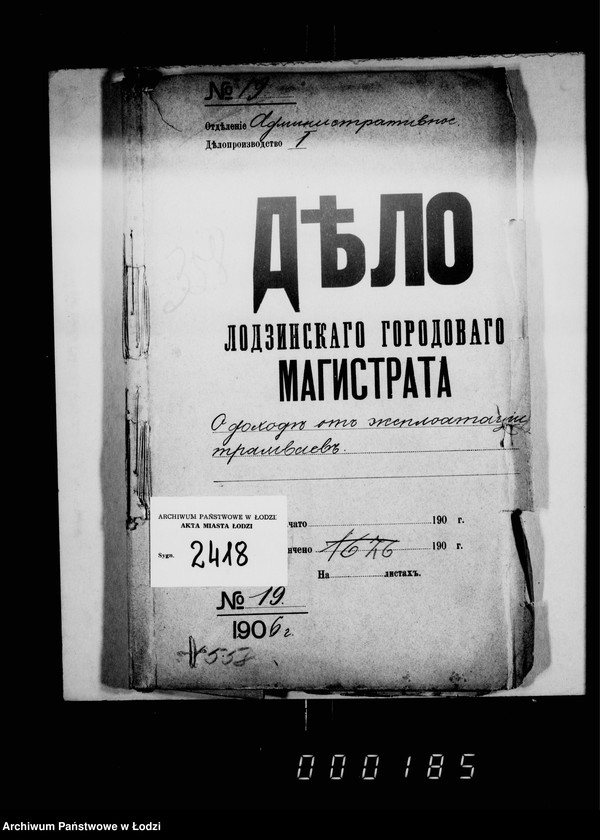 № 19
Отдѣленіе Административное.
Дѣлопроизводство I
ДѢЛО
ЛОДЗИНСКАГО ГОРОДОВАГО
МАГИСТРАТА
О доходѣ отъ эксплоатаціи
трамваевъ.
ARCHIWUM PAŃSTWOWE W ŁODZI
AKTA MIASTA ŁODZI
Sygn. 2418
чато 190 г.
нчено 190 г.
На листахъ.
№ 19.
1906 г.
000185
Archiwum Państwowe w Łodzi